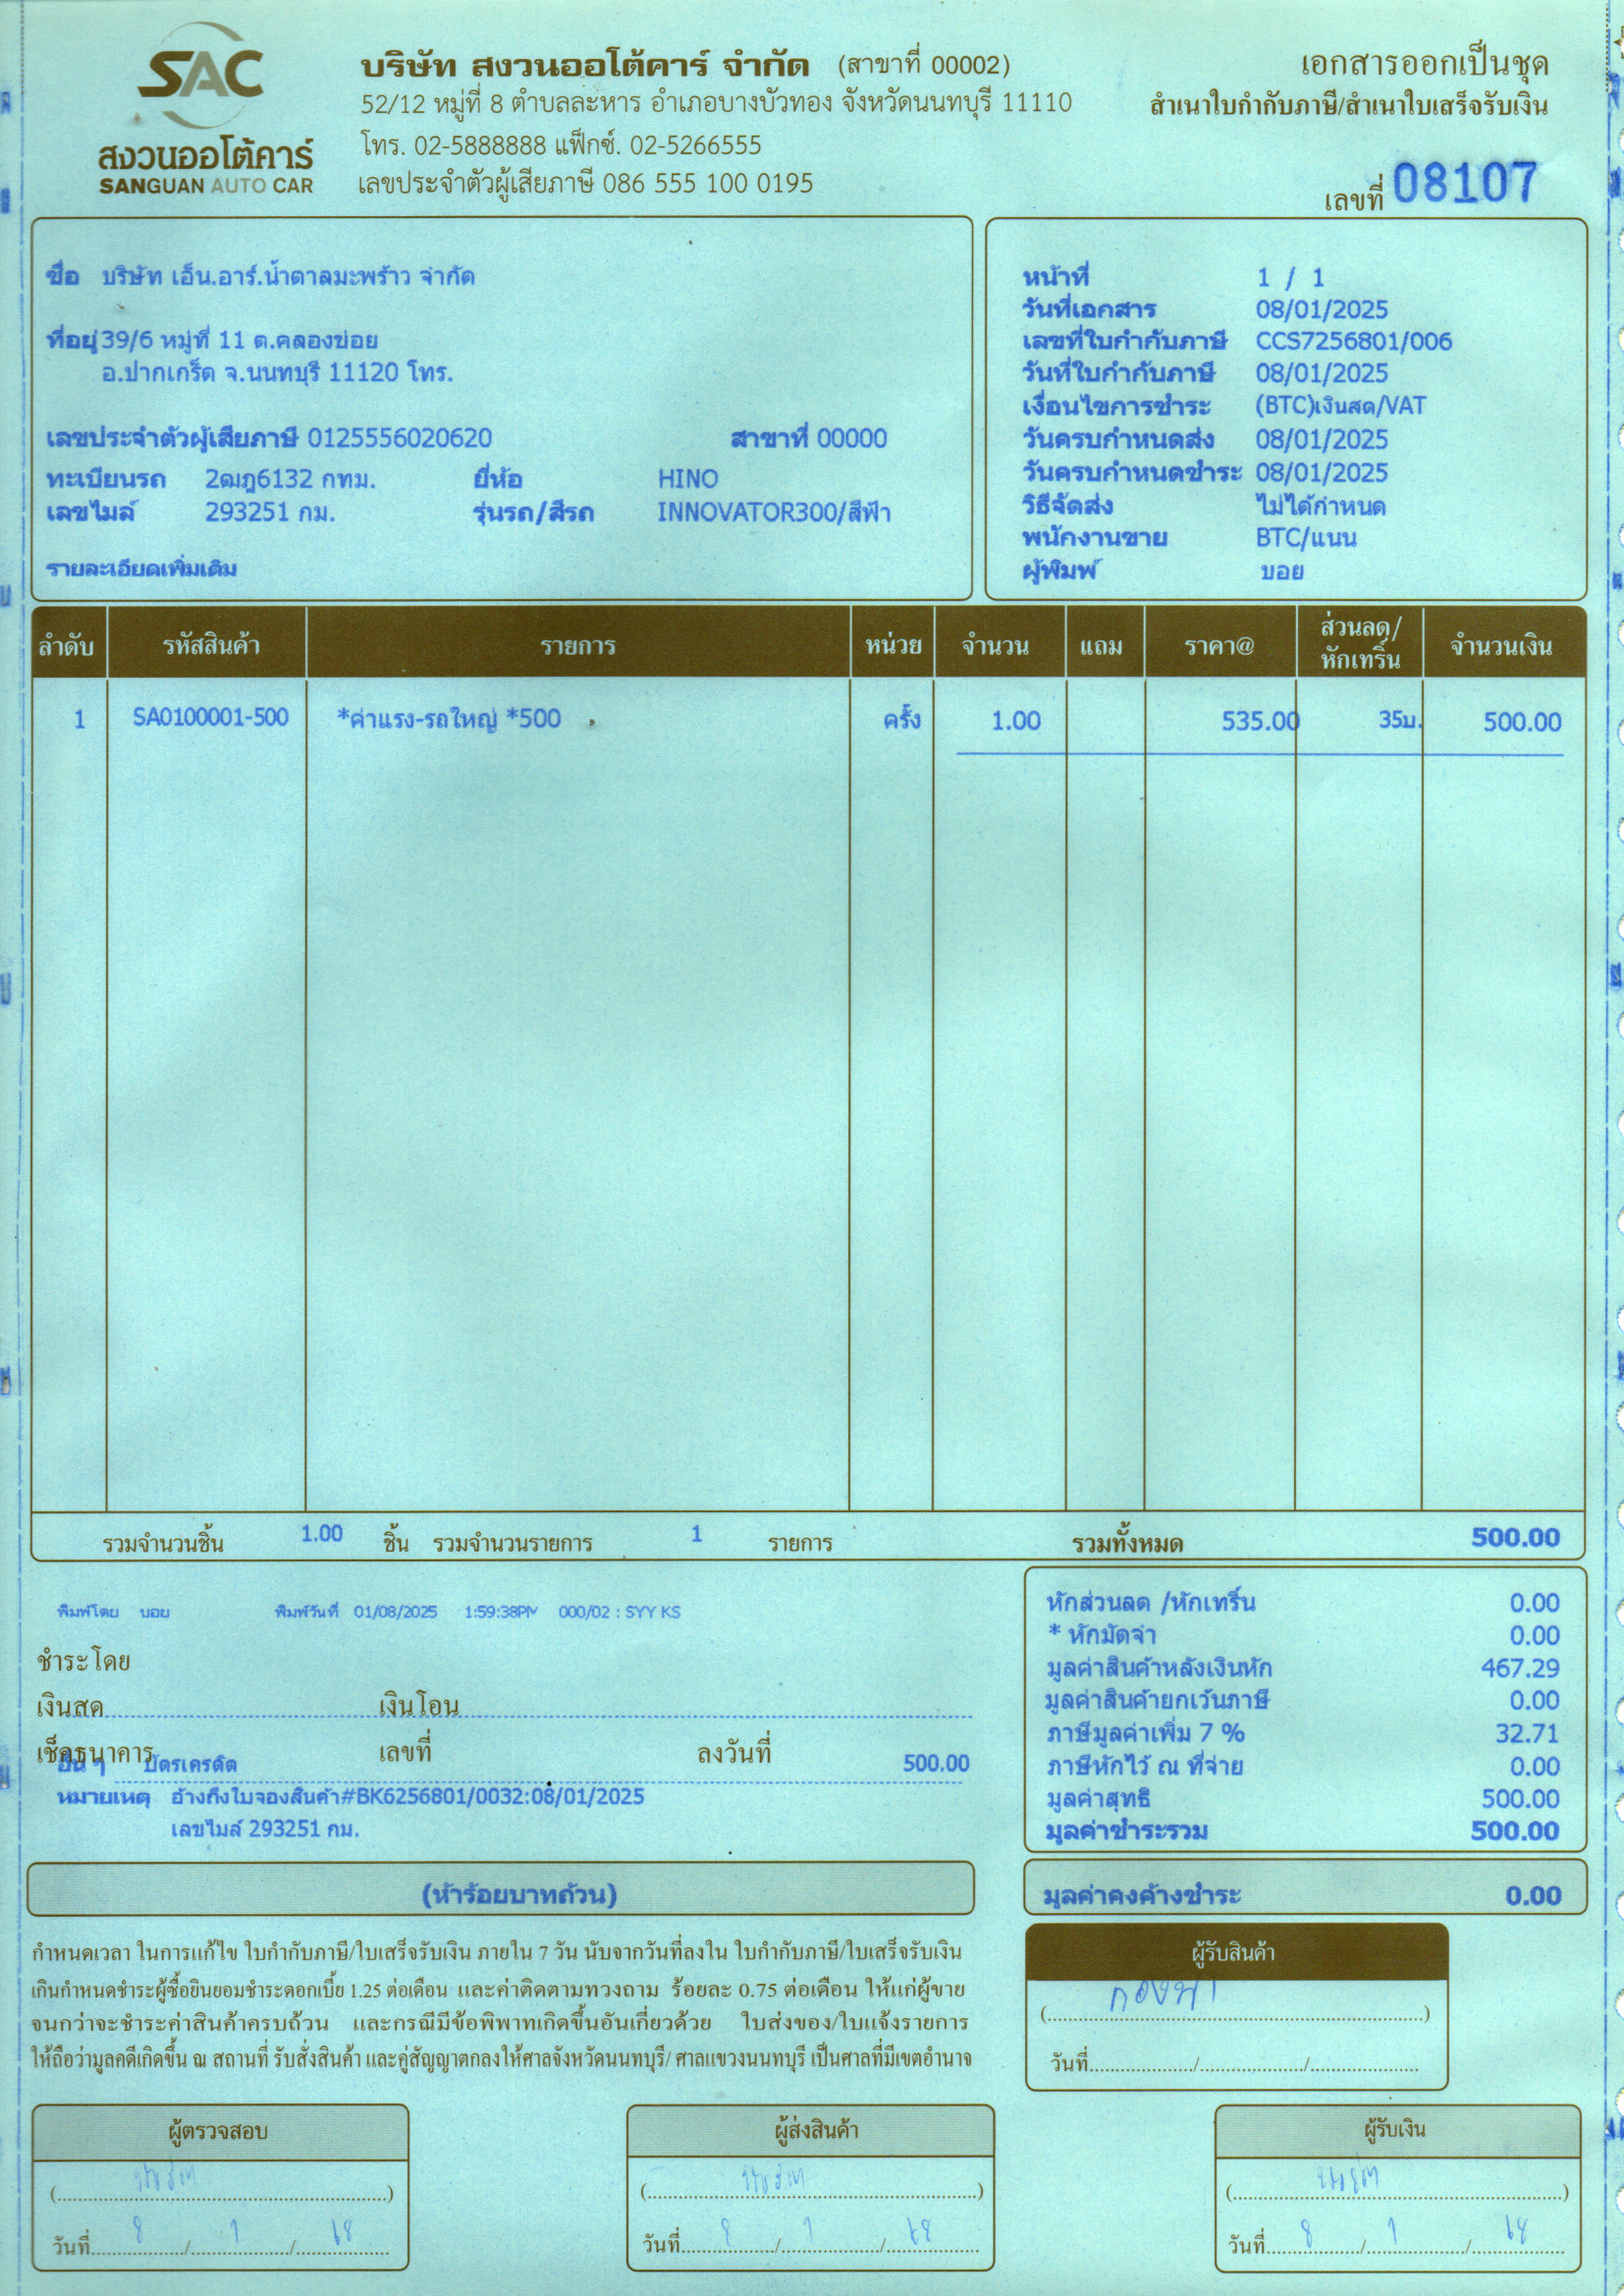 SAC
สงวนออโต้คาร์
SANGUAN AUTO CAR
บริษัท สงวนออโต้คาร์ จำกัด (สาขาที่ 00002)
52/12 หมู่ที่ 8 ตำบลละหาร อำเภอบางบัวทอง จังหวัดนนทบุรี 11110
โทร. 02-5888888 แฟ็กซ์. 02-5266555
เลขประจำตัวผู้เสียภาษี 086 555 100 0195
เอกสารออกเป็นชุด
สำเนาใบกำกับภาษี/สำเนาใบเสร็จรับเงิน
เลขที่ 08107
ชื่อ บริษัท เอ็น.อาร์.น้ำตาลมะพร้าว จำกัด
ที่อยู่ 39/6 หมู่ที่ 11 ต.คลองข่อย
อ.ปากเกร็ด จ.นนทบุรี 11120 โทร.
เลขประจำตัวผู้เสียภาษี 0125556020620 สาขาที่ 00000
ทะเบียนรถ 2ฒฎ6132 กทม. ยี่ห้อ HINO
เลขไมล์ 293251 กม. รุ่นรถ/สีรถ INNOVATOR300/สีฟ้า
รายละเอียดเพิ่มเติม
หน้าที่ 1 / 1
วันที่เอกสาร 08/01/2025
เลขที่ใบกำกับภาษี CCS7256801/006
วันที่ใบกำกับภาษี 08/01/2025
เงื่อนไขการชำระ (BTC)เงินสด/VAT
วันครบกำหนดส่ง 08/01/2025
วันครบกำหนดชำระ 08/01/2025
วิธีจัดส่ง ไม่ได้กำหนด
พนักงานขาย BTC/แนน
ผู้พิมพ์ บอย
ลำดับ รหัสสินค้า รายการ หน่วย จำนวน แถม ราคา@ ส่วนลด/หักเทริ์น จำนวนเงิน
1 SA0100001-500 *ค่าแรง-รถใหญ่ *500 ครั้ง 1.00 535.00 35บ. 500.00
รวมจำนวนชิ้น 1.00 ชิ้น รวมจำนวนรายการ 1 รายการ รวมทั้งหมด 500.00
พิมพ์โดย บอย พิมพ์วันที่ 01/08/2025 1:59:38PM 000/02 : SYY KS
ชำระโดย
เงินสด เงินโอน
เช็คธนาคาร เลขที่ ลงวันที่
อื่น ๆ บัตรเครดิต 500.00
หมายเหตุ อ้างถึงใบจองสินค้า#BK6256801/0032:08/01/2025
เลขไมล์ 293251 กม.
หักส่วนลด /หักเทริ์น 0.00
* หักมัดจำ 0.00
มูลค่าสินค้าหลังเงินหัก 467.29
มูลค่าสินค้ายกเว้นภาษี 0.00
ภาษีมูลค่าเพิ่ม 7 % 32.71
ภาษีหักไว้ ณ ที่จ่าย 0.00
มูลค่าสุทธิ 500.00
มูลค่าชำระรวม 500.00
(ห้าร้อยบาทถ้วน)
มูลค่าคงค้างชำระ 0.00
กำหนดเวลา ในการแก้ไข ใบกำกับภาษี/ใบเสร็จรับเงิน ภายใน 7 วัน นับจากวันที่ลงใน ใบกำกับภาษี/ใบเสร็จรับเงิน
เกินกำหนดชำระผู้ซื้อยินยอมชำระดอกเบี้ย 1.25 ต่อเดือน และค่าติดตามทวงถาม ร้อยละ 0.75 ต่อเดือน ให้แก่ผู้ขาย
จนกว่าจะชำระค่าสินค้าครบถ้วน และกรณีมีข้อพิพาทเกิดขึ้นอันเกี่ยวด้วย ใบส่งของ/ใบแจ้งรายการ
ให้ถือว่ามูลคดีเกิดขึ้น ณ สถานที่ รับสั่งสินค้า และคู่สัญญาตกลงให้ศาลจังหวัดนนทบุรี/ ศาลแขวงนนทบุรี เป็นศาลที่มีเขตอำนาจ
ผู้รับสินค้า
วันที่ / /
ผู้ตรวจสอบ
วันที่ 8 / 1 / 68
ผู้ส่งสินค้า
วันที่ 8 / 1 / 68
ผู้รับเงิน
วันที่ 8 / 1 / 68